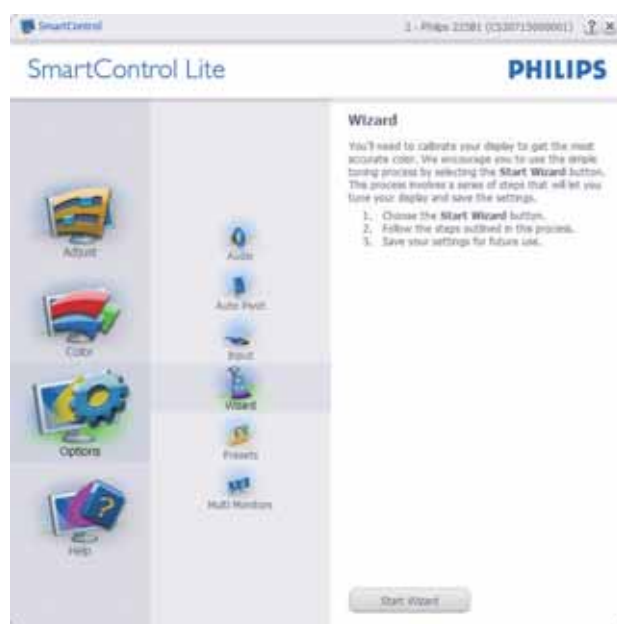 SmartControl
2 - Philips 225B1
SmartControl Lite
PHILIPS
Adjust
Color
Options
Help
Audio
Auto Pivot
Input
Wizard
Presets
Multi Monitors
Wizard
You'll need to calibrate your display to get the most
accurate color. We encourage you to use the simple
tuning process by selecting the Start Wizard button.
This process involves a series of steps that will let you
tune your display and save the settings.
1. Choose the Start Wizard button.
2. Follow the steps outlined in the process.
3. Save your settings for future use.
Start Wizard